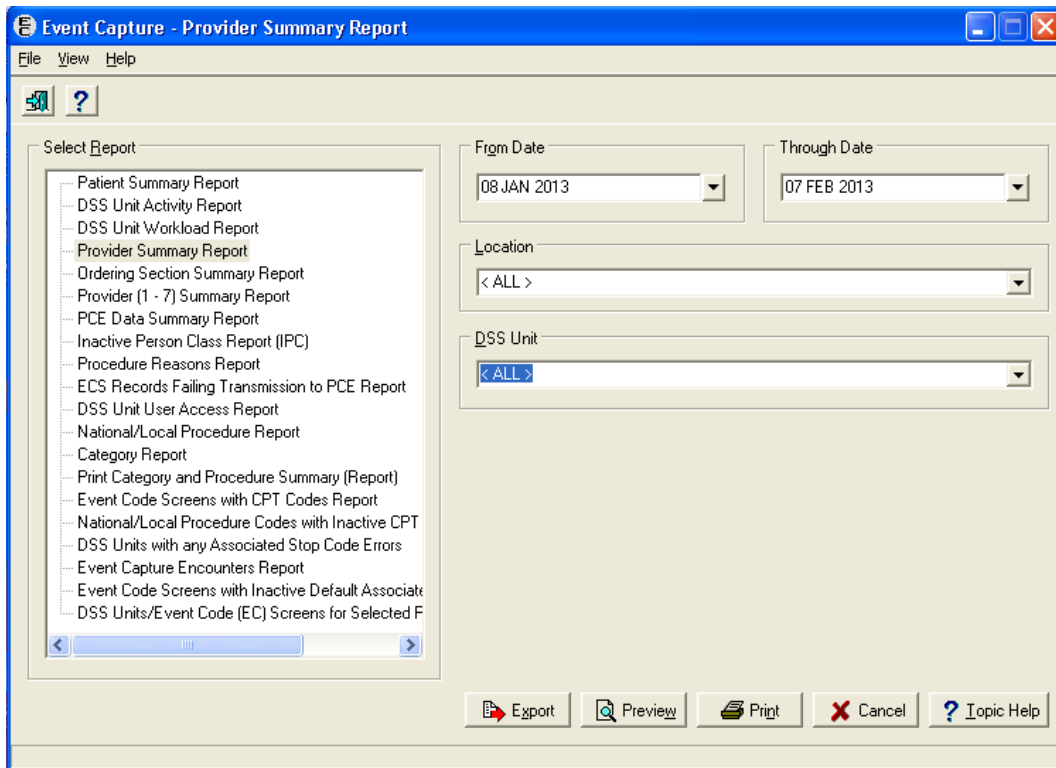 Event Capture - Provider Summary Report
File View Help
Select Report
Patient Summary Report
DSS Unit Activity Report
DSS Unit Workload Report
Provider Summary Report
Ordering Section Summary Report
Provider (1 - 7) Summary Report
PCE Data Summary Report
Inactive Person Class Report (IPC)
Procedure Reasons Report
ECS Records Failing Transmission to PCE Report
DSS Unit User Access Report
National/Local Procedure Report
Category Report
Print Category and Procedure Summary (Report)
Event Code Screens with CPT Codes Report
National/Local Procedure Codes with Inactive CPT
DSS Units with any Associated Stop Code Errors
Event Capture Encounters Report
Event Code Screens with Inactive Default Associate
DSS Units/Event Code (EC) Screens for Selected F
From Date
08 JAN 2013
Through Date
07 FEB 2013
Location
< ALL >
DSS Unit
< ALL >
Export Preview Print Cancel ? Topic Help